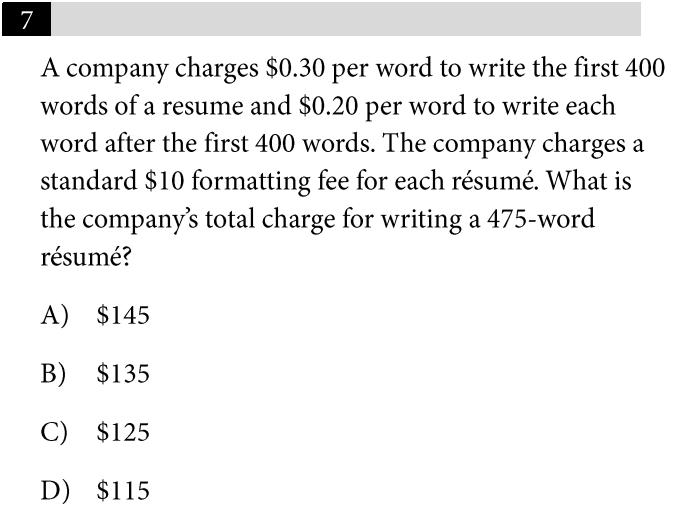 7
A company charges $0.30 per word to write the first 400
words of a resume and $0.20 per word to write each
word after the first 400 words. The company charges a
standard $10 formatting fee for each résumé. What is
the company’s total charge for writing a 475-word
résumé?
A) $145
B) $135
C) $125
D) $115